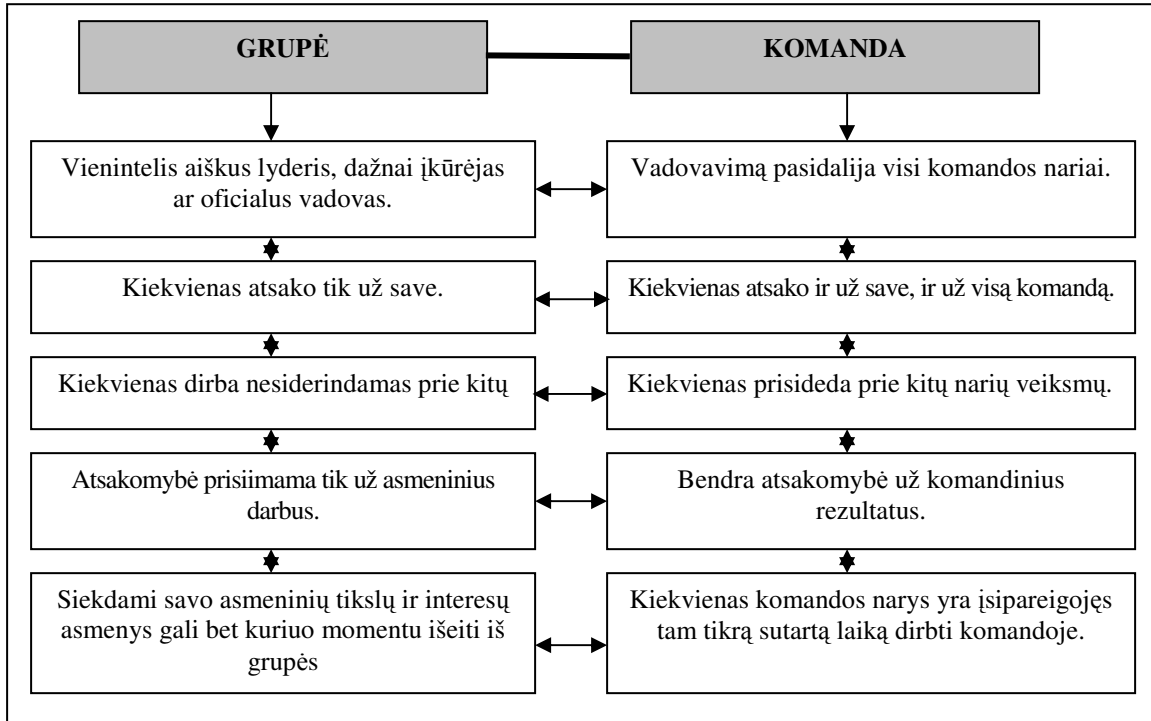 GRUPĖ
KOMANDA
Vienintelis aiškus lyderis, dažnai įkūrėjas
ar oficialus vadovas.
Vadovavimą pasidalija visi komandos nariai.
Kiekvienas atsako tik už save.
Kiekvienas atsako ir už save, ir už visą komandą.
Kiekvienas dirba nesiderindamas prie kitų
Kiekvienas prisideda prie kitų narių veiksmų.
Atsakomybė prisiimama tik už asmeninius
darbus.
Bendra atsakomybė už komandinius
rezultatus.
Siekdami savo asmeninių tikslų ir interesų
asmenys gali bet kuriuo momentu išeiti iš
grupės
Kiekvienas komandos narys yra įsipareigojęs
tam tikrą sutartą laiką dirbti komandoje.